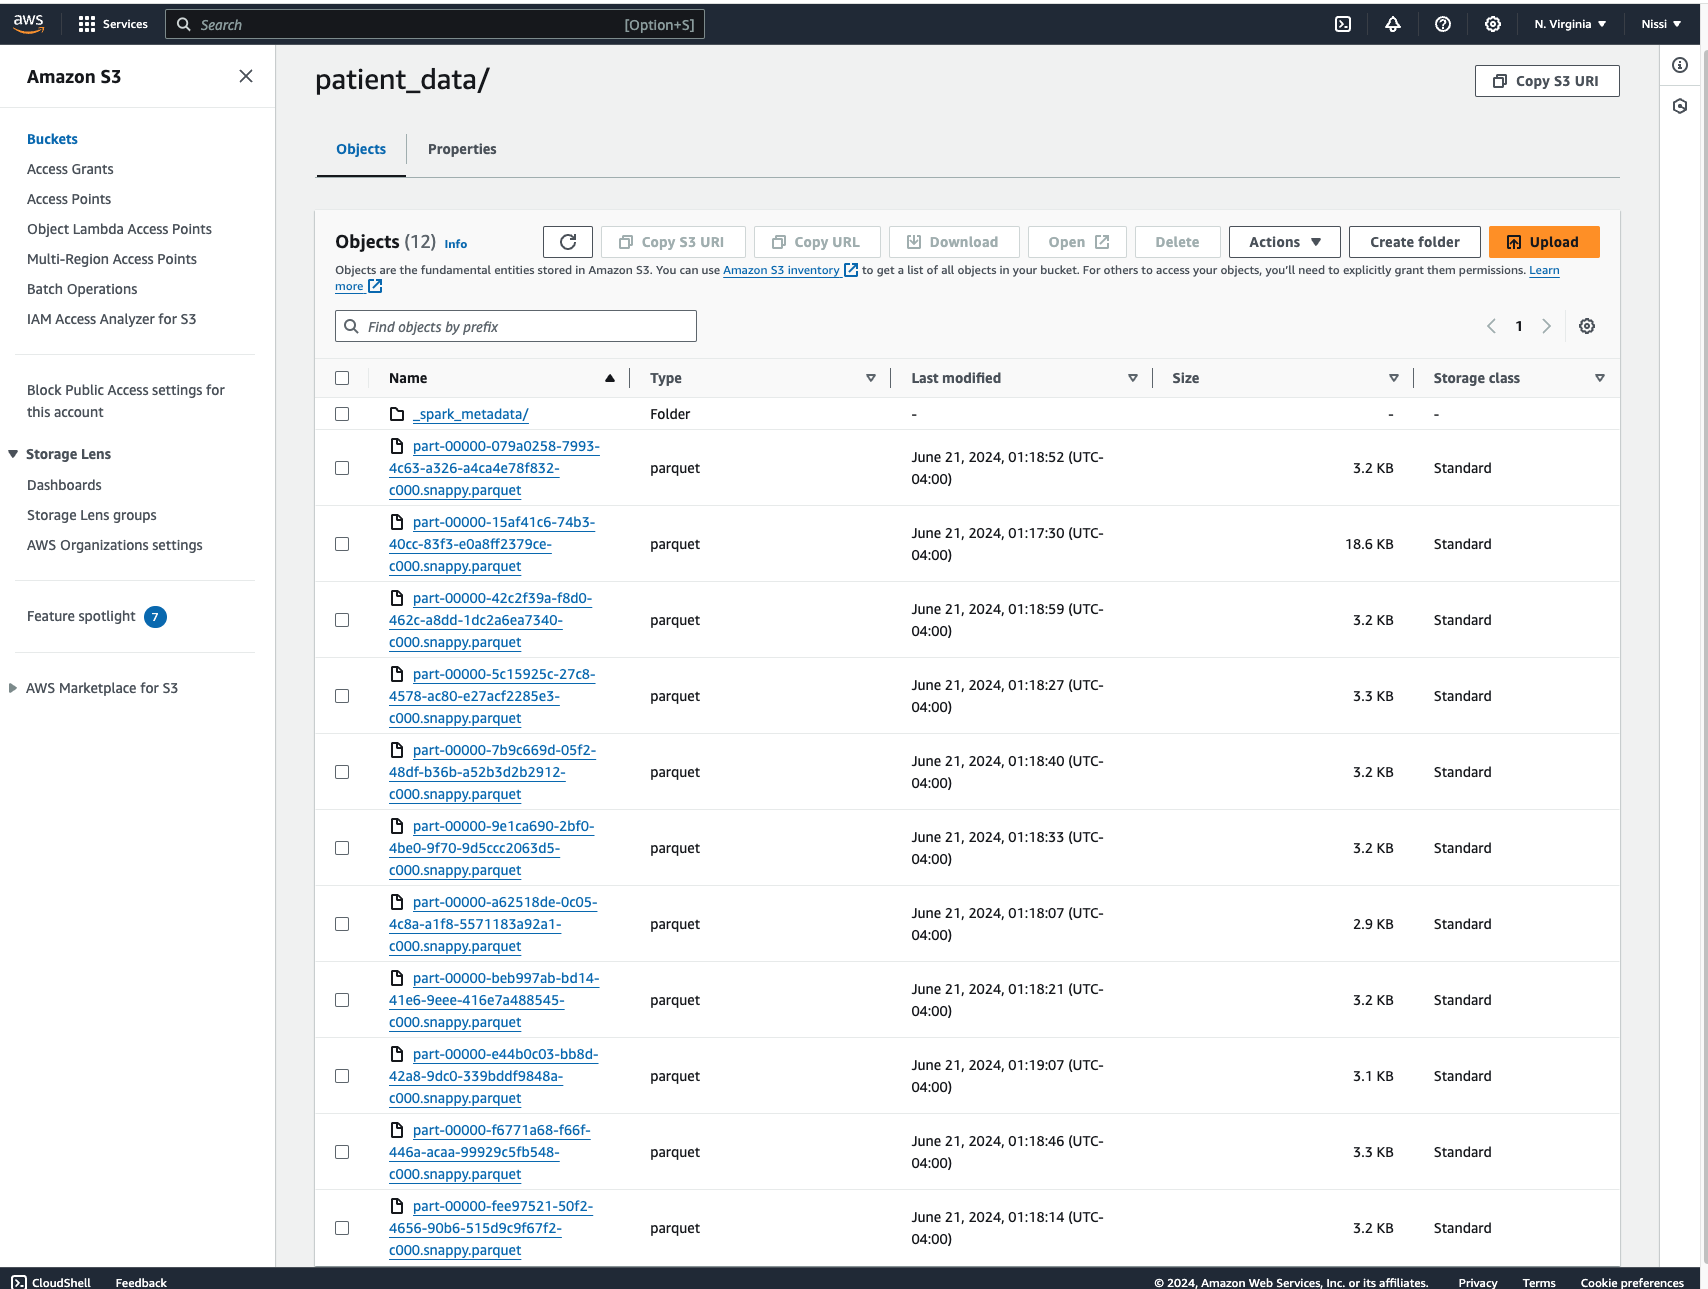 aws
Services
Search
[Option+S]
N. Virginia
Nissi
Amazon S3
Buckets
Access Grants
Access Points
Object Lambda Access Points
Multi-Region Access Points
Batch Operations
IAM Access Analyzer for S3
Block Public Access settings for
this account
Storage Lens
Dashboards
Storage Lens groups
AWS Organizations settings
Feature spotlight 7
AWS Marketplace for S3
patient_data/
Copy S3 URI
Objects
Properties
Objects (12) Info
Copy S3 URI
Copy URL
Download
Open
Delete
Actions
Create folder
Upload
Objects are the fundamental entities stored in Amazon S3. You can use Amazon S3 inventory to get a list of all objects in your bucket. For others to access your objects, you'll need to explicitly grant them permissions. Learn
more
Find objects by prefix
1
Name Type Last modified Size Storage class
_spark_metadata/ Folder - - -
part-00000-079a0258-7993-
4c63-a326-a4ca4e78f832-
c000.snappy.parquet
parquet
June 21, 2024, 01:18:52 (UTC-
04:00)
3.2 KB
Standard
part-00000-15af41c6-74b3-
40cc-83f3-e0a8ff2379ce-
c000.snappy.parquet
parquet
June 21, 2024, 01:17:30 (UTC-
04:00)
18.6 KB
Standard
part-00000-42c2f39a-f8d0-
462c-a8dd-1dc2a6ea7340-
c000.snappy.parquet
parquet
June 21, 2024, 01:18:59 (UTC-
04:00)
3.2 KB
Standard
part-00000-5c15925c-27c8-
4578-ac80-e27acf2285e3-
c000.snappy.parquet
parquet
June 21, 2024, 01:18:27 (UTC-
04:00)
3.3 KB
Standard
part-00000-7b9c669d-05f2-
48df-b36b-a52b3d2b2912-
c000.snappy.parquet
parquet
June 21, 2024, 01:18:40 (UTC-
04:00)
3.2 KB
Standard
part-00000-9e1ca690-2bf0-
4be0-9f70-9d5ccc2063d5-
c000.snappy.parquet
parquet
June 21, 2024, 01:18:33 (UTC-
04:00)
3.2 KB
Standard
part-00000-a62518de-0c05-
4c8a-a1f8-5571183a92a1-
c000.snappy.parquet
parquet
June 21, 2024, 01:18:07 (UTC-
04:00)
2.9 KB
Standard
part-00000-beb997ab-bd14-
41e6-9eee-416e7a488545-
c000.snappy.parquet
parquet
June 21, 2024, 01:18:21 (UTC-
04:00)
3.2 KB
Standard
part-00000-e44b0c03-bb8d-
42a8-9dc0-339bddf9848a-
c000.snappy.parquet
parquet
June 21, 2024, 01:19:07 (UTC-
04:00)
3.1 KB
Standard
part-00000-f6771a68-f66f-
446a-acaa-99929c5fb548-
c000.snappy.parquet
parquet
June 21, 2024, 01:18:46 (UTC-
04:00)
3.3 KB
Standard
part-00000-fee97521-50f2-
4656-90b6-515d9c9f67f2-
c000.snappy.parquet
parquet
June 21, 2024, 01:18:14 (UTC-
04:00)
3.2 KB
Standard
CloudShell
Feedback
© 2024, Amazon Web Services, Inc. or its affiliates.
Privacy
Terms
Cookie preferences